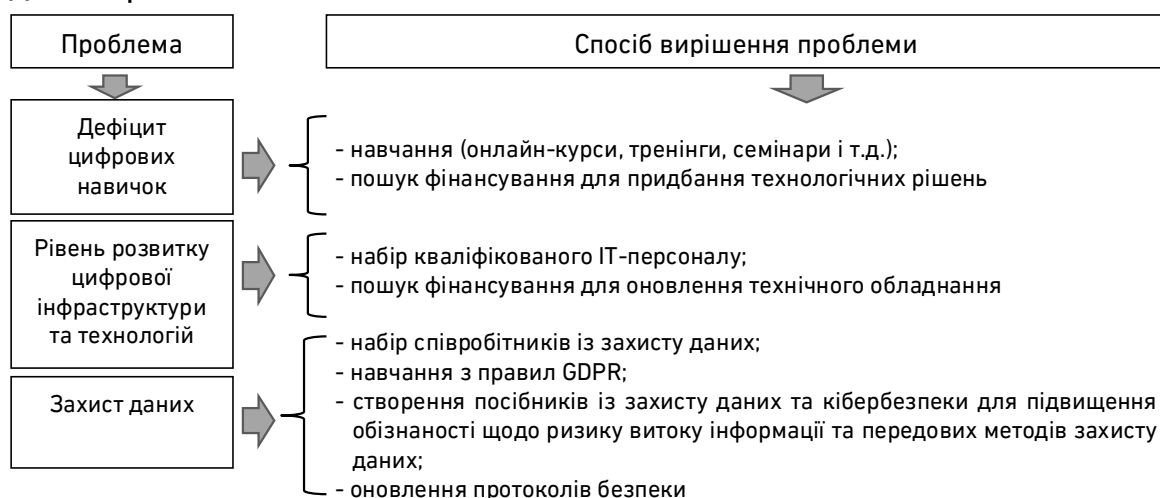 Проблема
Спосіб вирішення проблеми
Дефіцит
цифрових
навичок
- навчання (онлайн-курси, тренінги, семінари і т.д.);
- пошук фінансування для придбання технологічних рішень
Рівень розвитку
цифрової
інфраструктури
та технологій
- набір кваліфікованого ІТ-персоналу;
- пошук фінансування для оновлення технічного обладнання
Захист даних
- набір співробітників із захисту даних;
- навчання з правил GDPR;
- створення посібників із захисту даних та кібербезпеки для підвищення
обізнаності щодо ризику витоку інформації та передових методів захисту
даних;
- оновлення протоколів безпеки